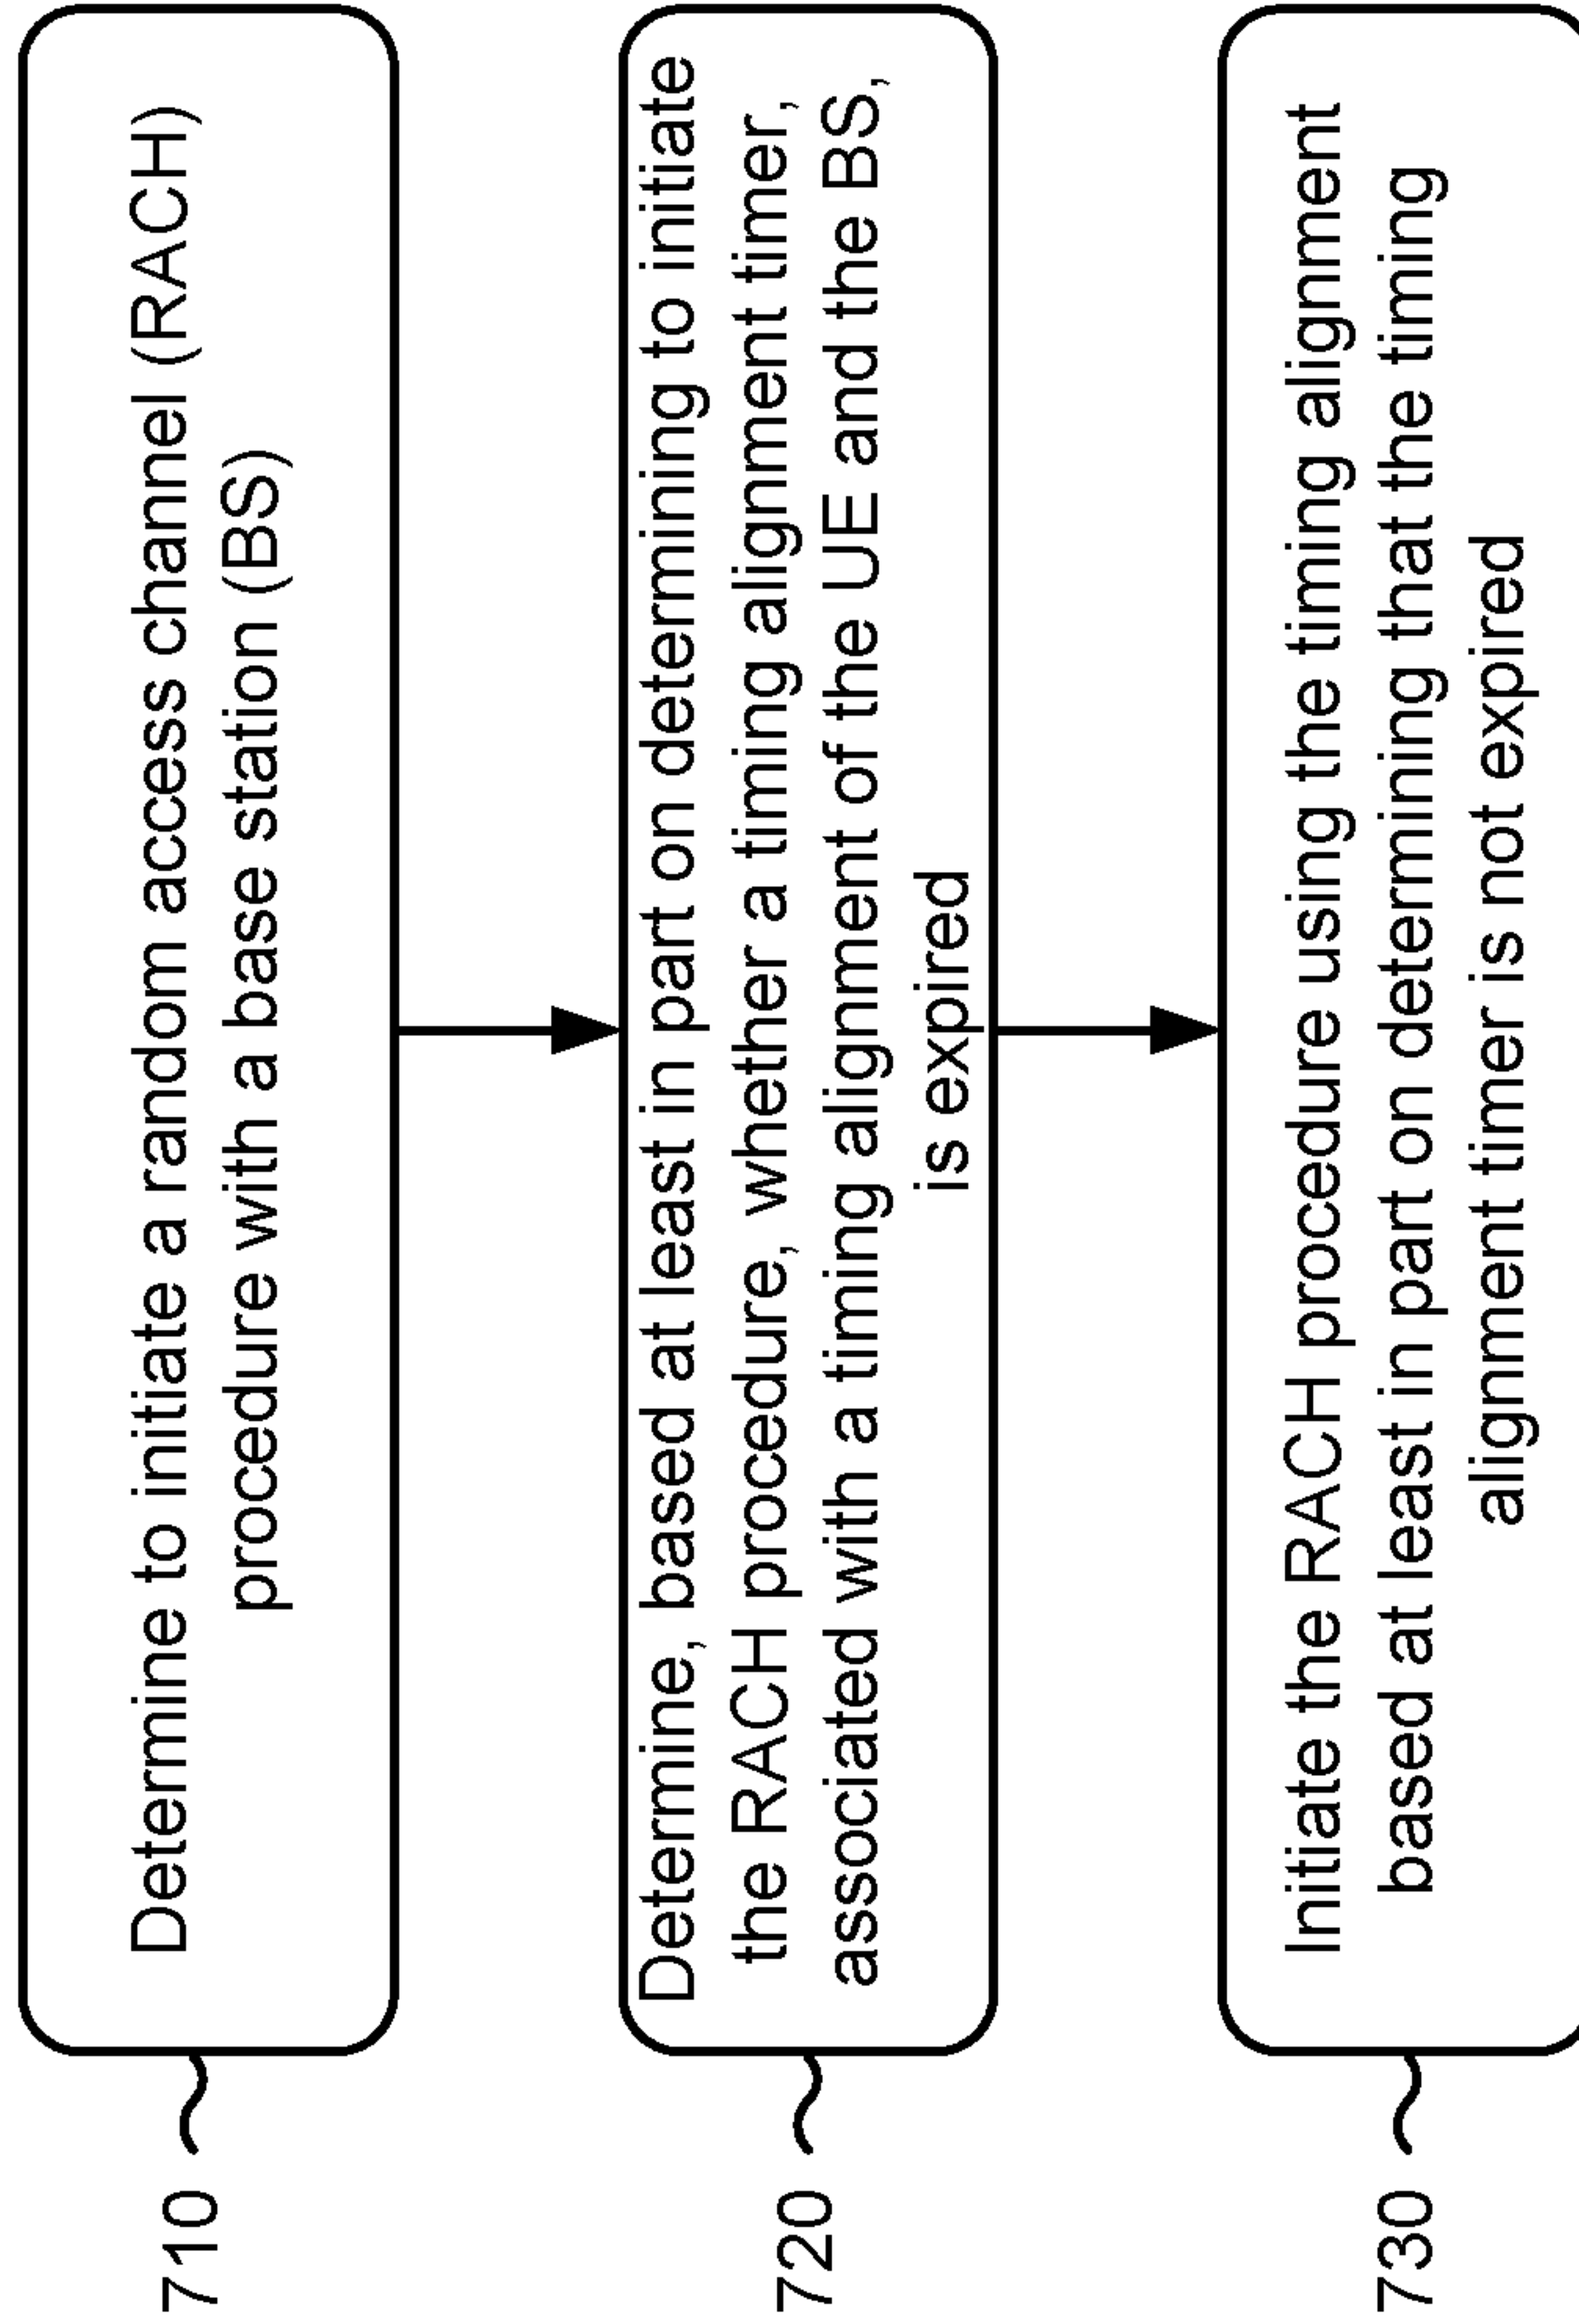 710
Determine to initiate a random access channel (RACH)
procedure with a base station (BS)
720
Determine, based at least in part on determining to initiate
the RACH procedure, whether a timing alignment timer,
associated with a timing alignment of the UE and the BS,
is expired
730
Initiate the RACH procedure using the timing alignment
based at least in part on determining that the timing
alignment timer is not expired